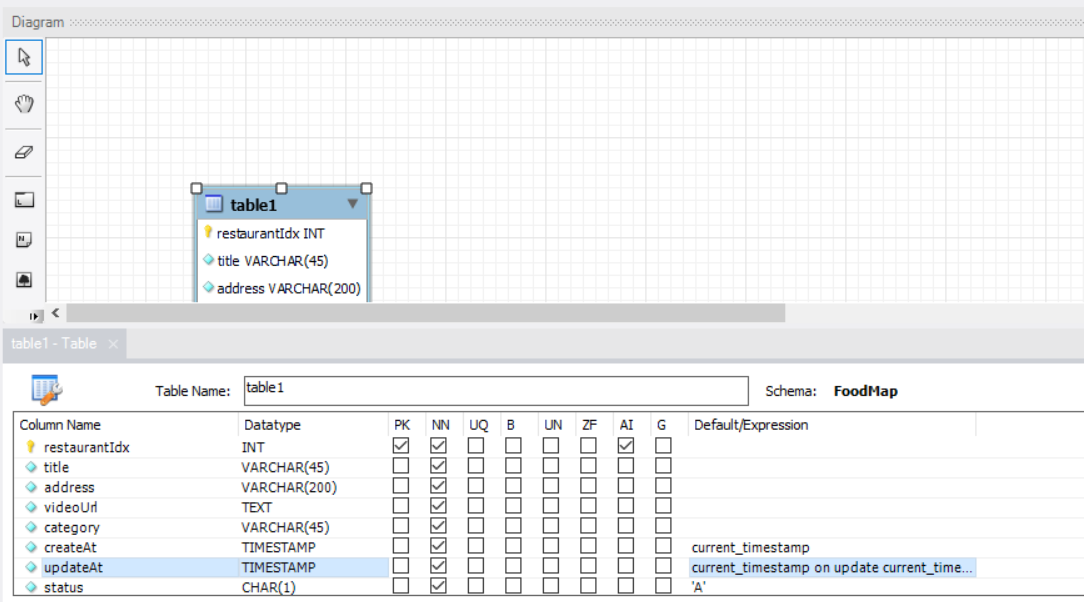 Diagram
table1
restaurantIdx INT
title VARCHAR(45)
address VARCHAR(200)
table1 - Table ×
Table Name: table1 Schema: FoodMap
Column Name Datatype PK NN UQ B UN ZF AI G Default/Expression
restaurantIdx INT
title VARCHAR(45)
address VARCHAR(200)
videoUrl TEXT
category VARCHAR(45)
createAt TIMESTAMP current_timestamp
updateAt TIMESTAMP current_timestamp on update current_time...
status CHAR(1) 'A'